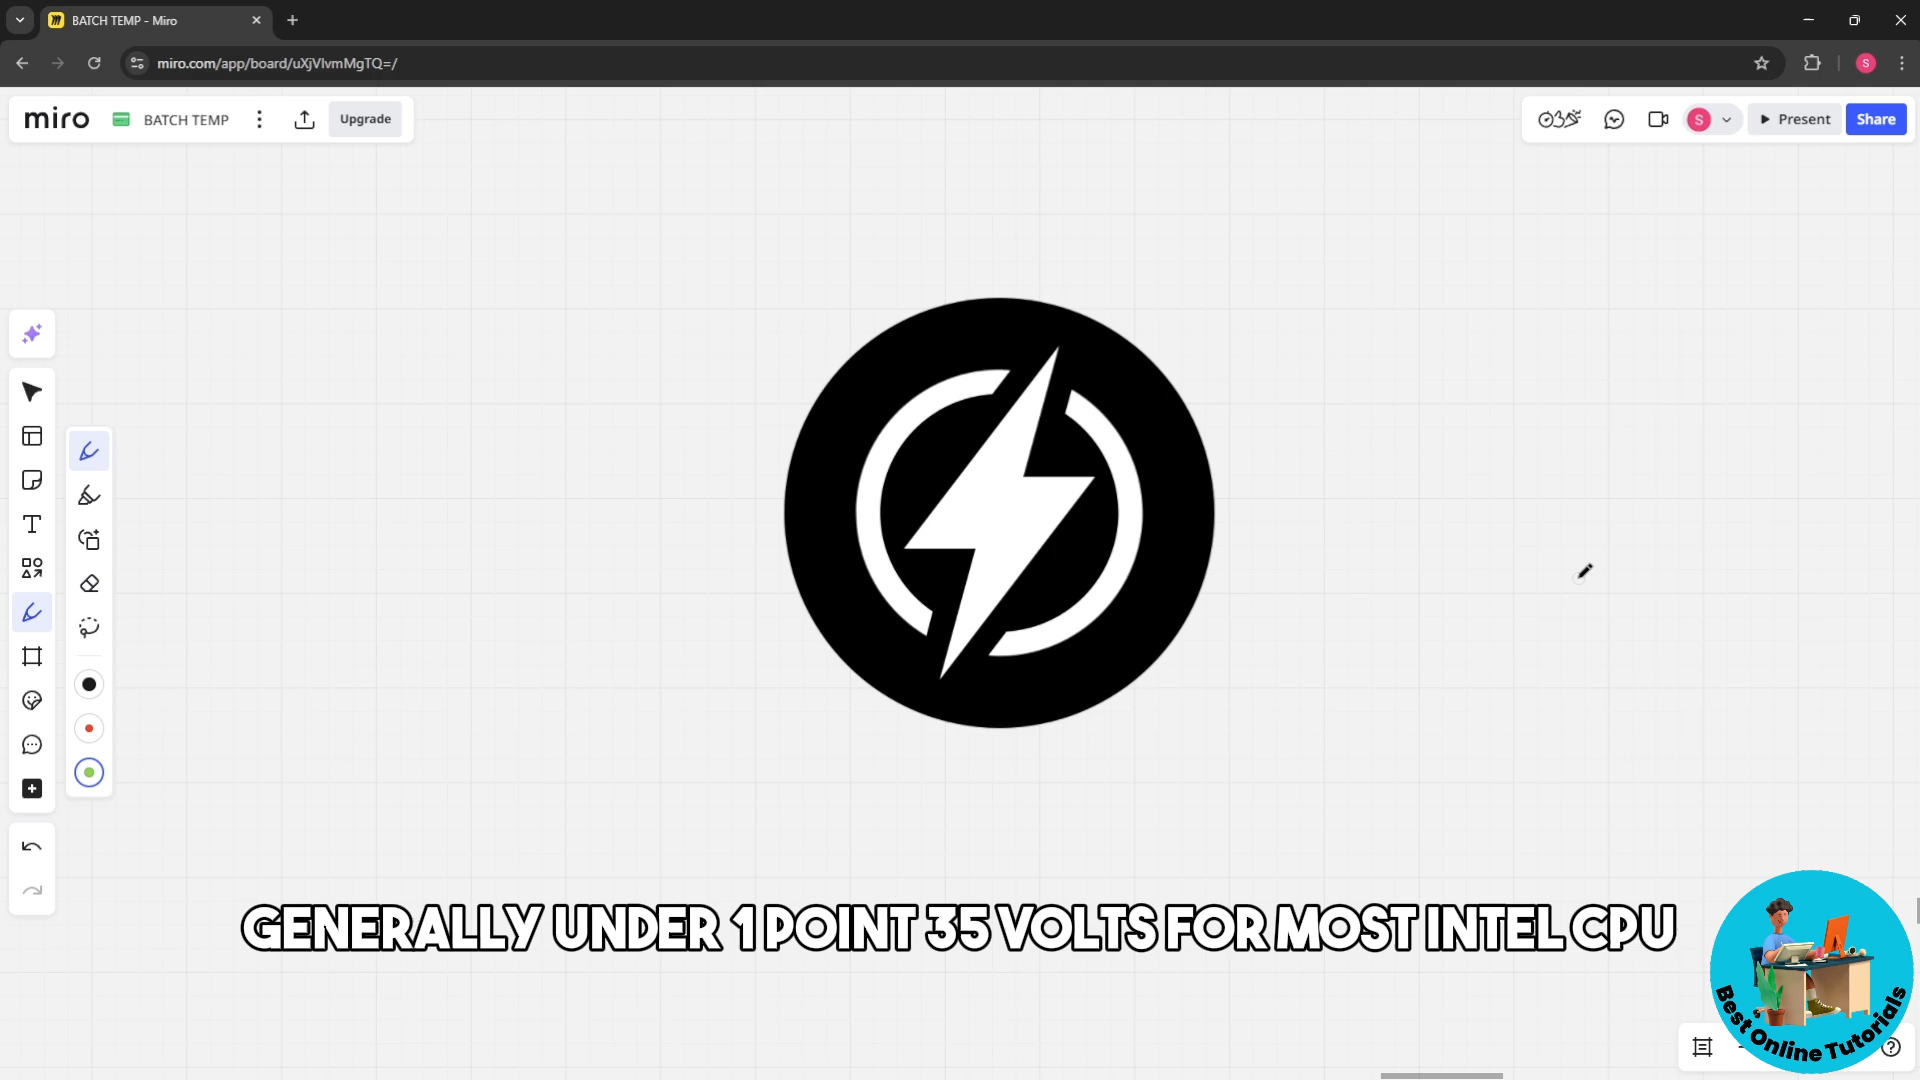 BATCH TEMP - Miro
miro.com/app/board/uXjVIvmMgTQ=/
S
miro
BATCH TEMP
Upgrade
S
Present
Share
GENERALLY UNDER 1 POINT 35 VOLTS FOR MOST INTEL CPU
Best Online Tutorials